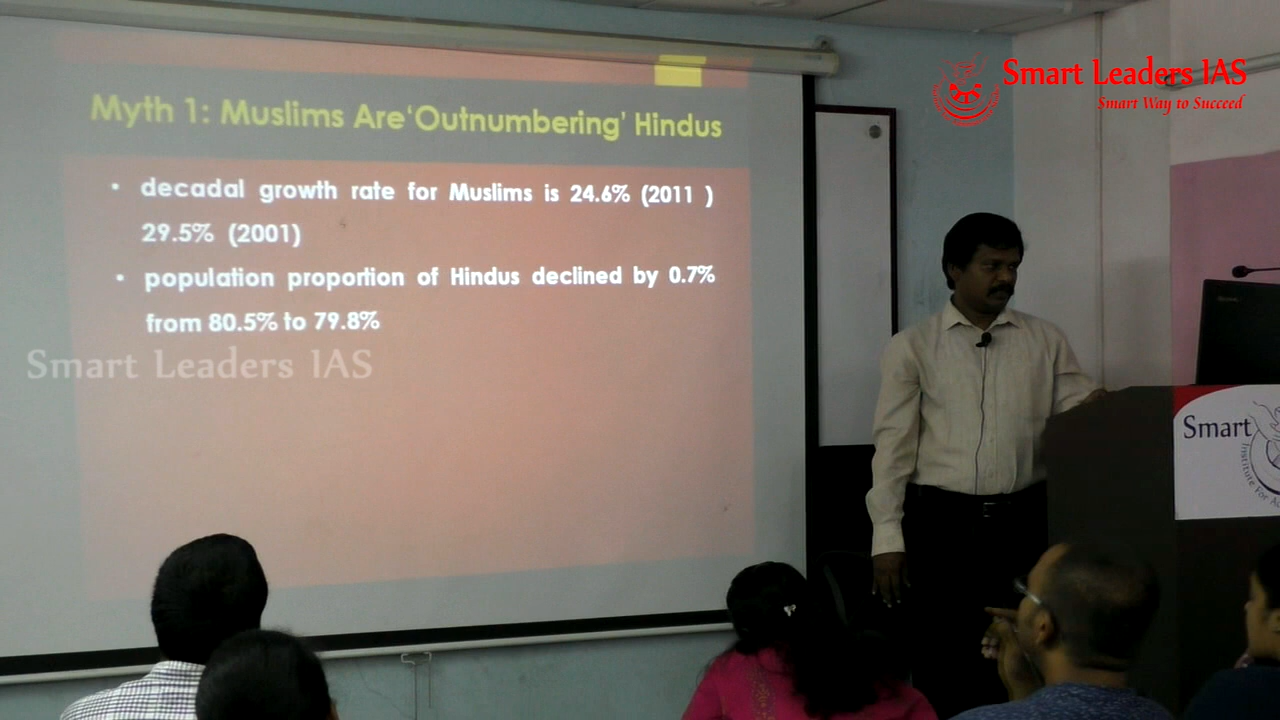 Myth 1: Muslims Are ‘Outnumbering’ Hindus
• decadal growth rate for Muslims is 24.6% (2011 )
29.5% (2001)
• population proportion of Hindus declined by 0.7%
from 80.5% to 79.8%
Smart Leaders IAS
Smart Leaders IAS
Smart Way to Succeed
Smart
Institute For